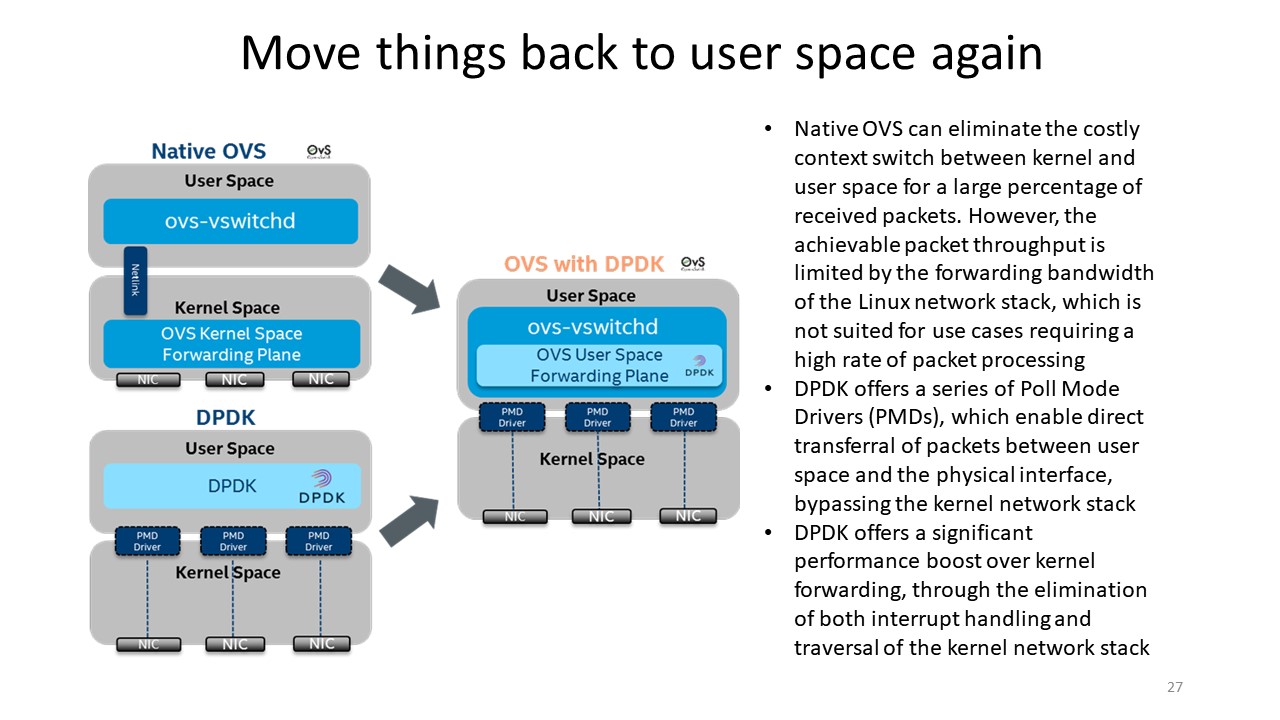 Move things back to user space again
Native OVS
OvS
User Space
ovs-vswitchd
Netlink
Kernel Space
OVS Kernel Space
Forwarding Plane
NIC
NIC
NIC
DPDK
User Space
DPDK
DPDK
PMD
Driver
PMD
Driver
PMD
Driver
Kernel Space
NIC
NIC
NIC
OVS with DPDK
OvS
User Space
ovs-vswitchd
OVS User Space
Forwarding Plane
DPDK
PMD
Driver
PMD
Driver
PMD
Driver
Kernel Space
NIC
NIC
NIC
• Native OVS can eliminate the costly
context switch between kernel and
user space for a large percentage of
received packets. However, the
achievable packet throughput is
limited by the forwarding bandwidth
of the Linux network stack, which is
not suited for use cases requiring a
high rate of packet processing
• DPDK offers a series of Poll Mode
Drivers (PMDs), which enable direct
transferral of packets between user
space and the physical interface,
bypassing the kernel network stack
• DPDK offers a significant
performance boost over kernel
forwarding, through the elimination
of both interrupt handling and
traversal of the kernel network stack
27